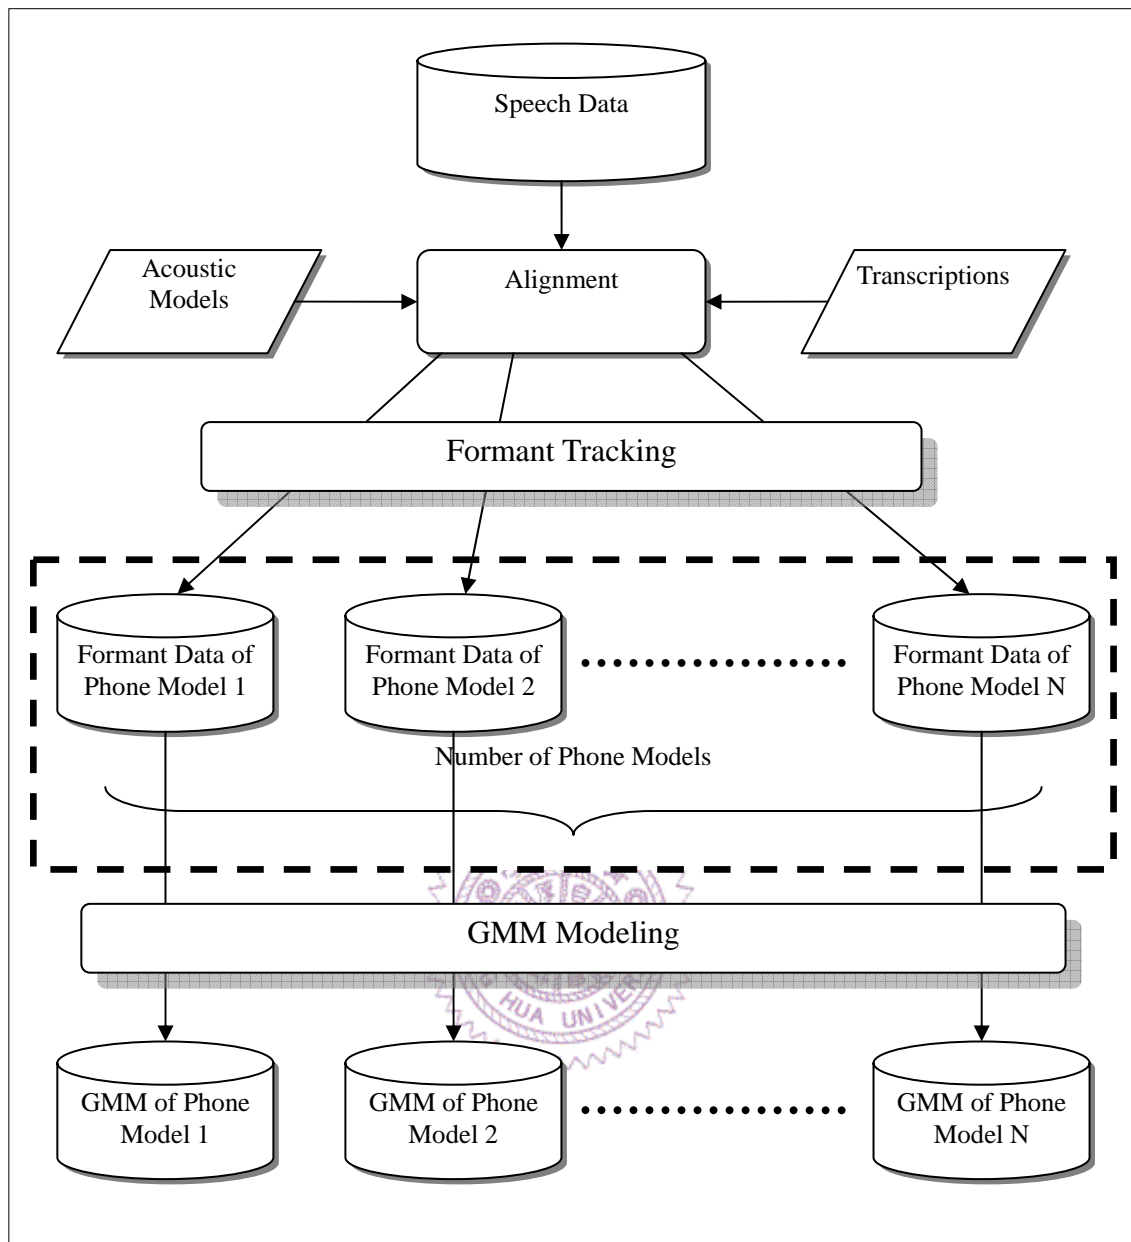 Speech Data
Acoustic
Models
Alignment
Transcriptions
Formant Tracking
Formant Data of
Phone Model 1
Formant Data of
Phone Model 2
Formant Data of
Phone Model N
Number of Phone Models
GMM Modeling
HUA UNIVER
GMM of Phone
Model 1
GMM of Phone
Model 2
GMM of Phone
Model N